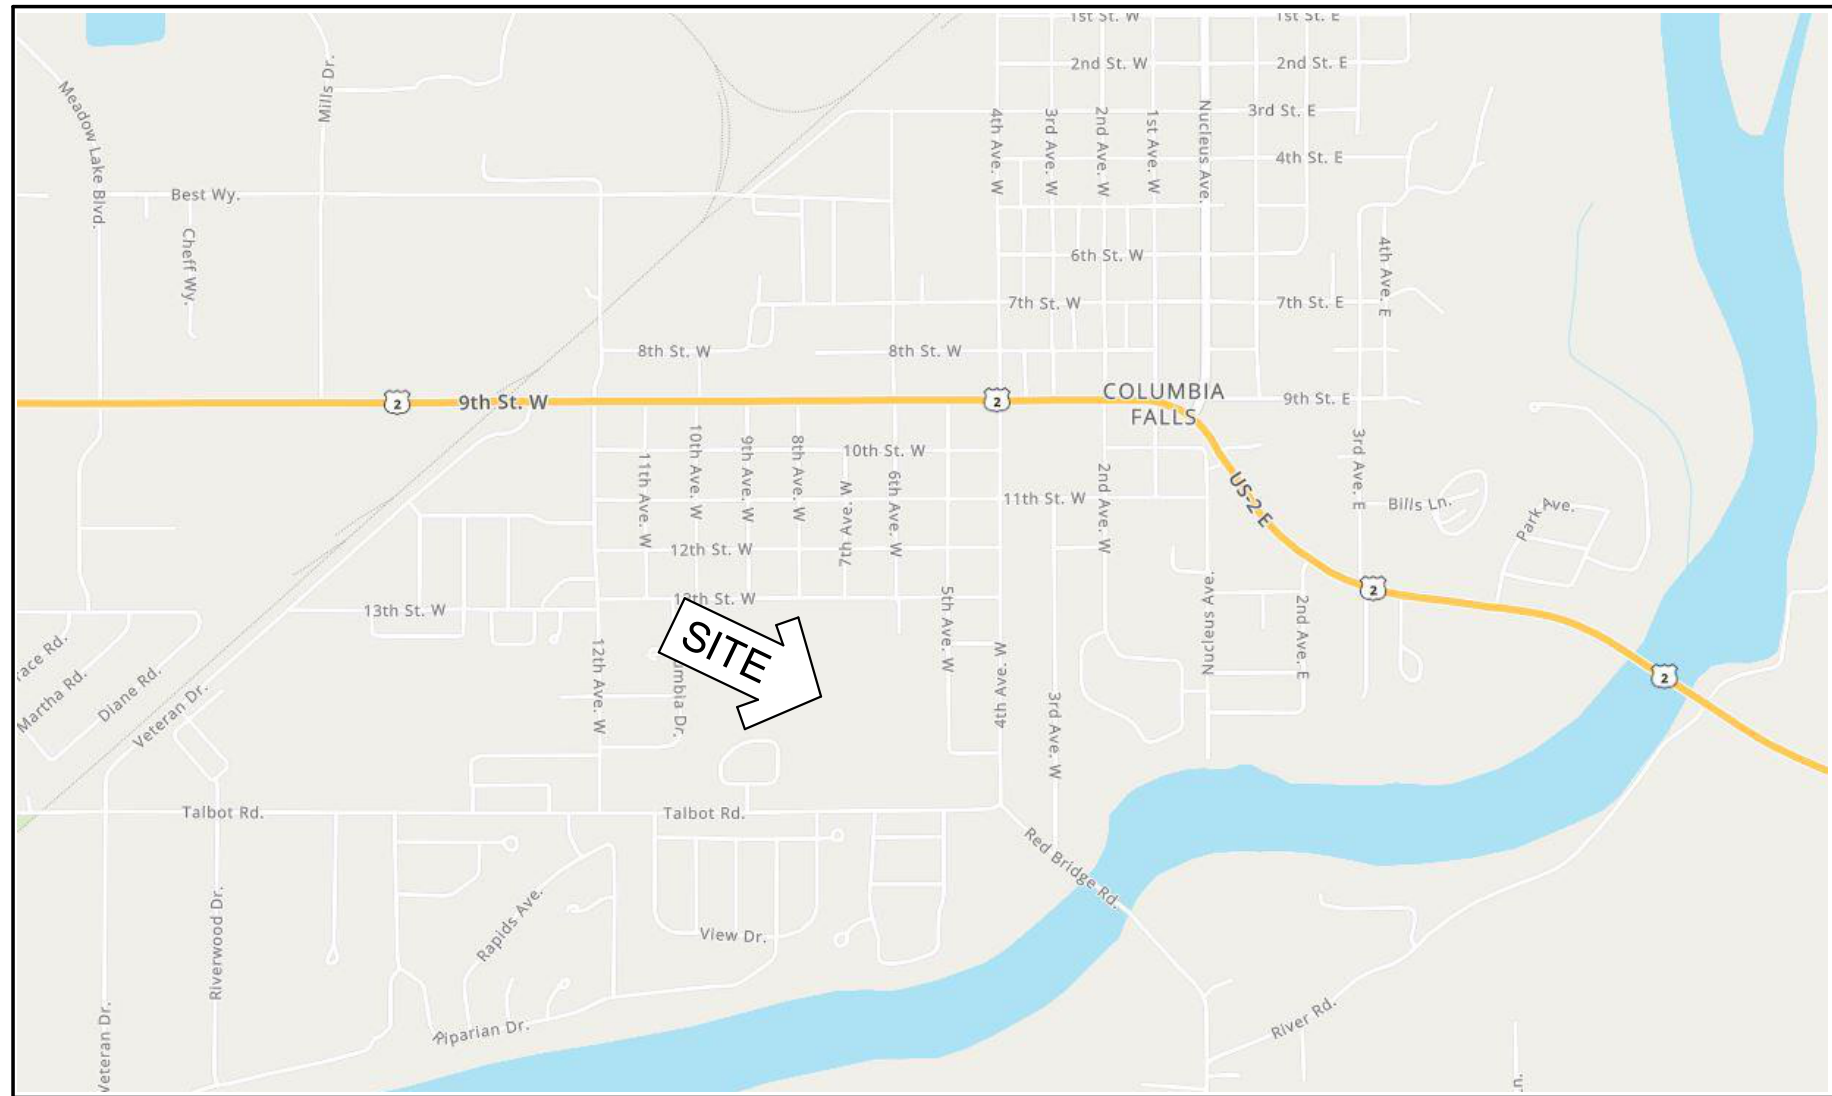 1st St. W
1st St. E
2nd St. W
2nd St. E
Mills Dr.
Meadow Lake Blvd.
3rd St. E
4th Ave. W
3rd Ave. W
2nd Ave. W
1st Ave. W
Nucleus Ave.
4th St. E
Best Wy.
Cheff Wy.
6th St. W
4th Ave. E
7th St. W
7th St. E
8th St. W
8th St. W
2
9th St. W
2
COLUMBIA
FALLS
9th St. E
10th St. W
11th Ave. W
10th Ave. W
9th Ave. W
8th Ave. W
7th Ave. W
6th Ave. W
11th St. W
2nd Ave. W
US-2 E
3rd Ave. E
Bills Ln.
Park Ave.
12th St. W
2
13th St. W
13th St. W
5th Ave. W
Nucleus Ave.
2nd Ave. E
SITE
12th Ave. W
umbia Dr.
4th Ave. W
3rd Ave. W
2
race Rd.
Martha Rd.
Diane Rd.
Veteran Dr.
Talbot Rd.
Talbot Rd.
Red Bridge Rd.
Riverwood Dr.
Rapids Ave.
View Dr.
Riparian Dr.
River Rd.
Veteran Dr.